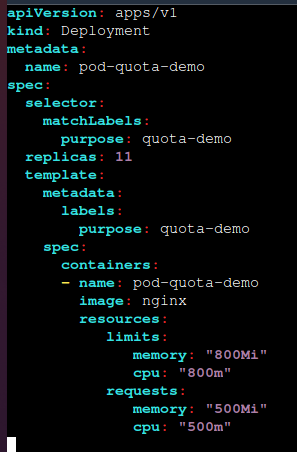 apiVersion: apps/v1
kind: Deployment
metadata:
  name: pod-quota-demo
spec:
  selector:
    matchLabels:
      purpose: quota-demo
  replicas: 11
  template:
    metadata:
      labels:
        purpose: quota-demo
    spec:
      containers:
      - name: pod-quota-demo
        image: nginx
        resources:
           limits:
              memory: "800Mi"
              cpu: "800m"
           requests:
              memory: "500Mi"
              cpu: "500m"